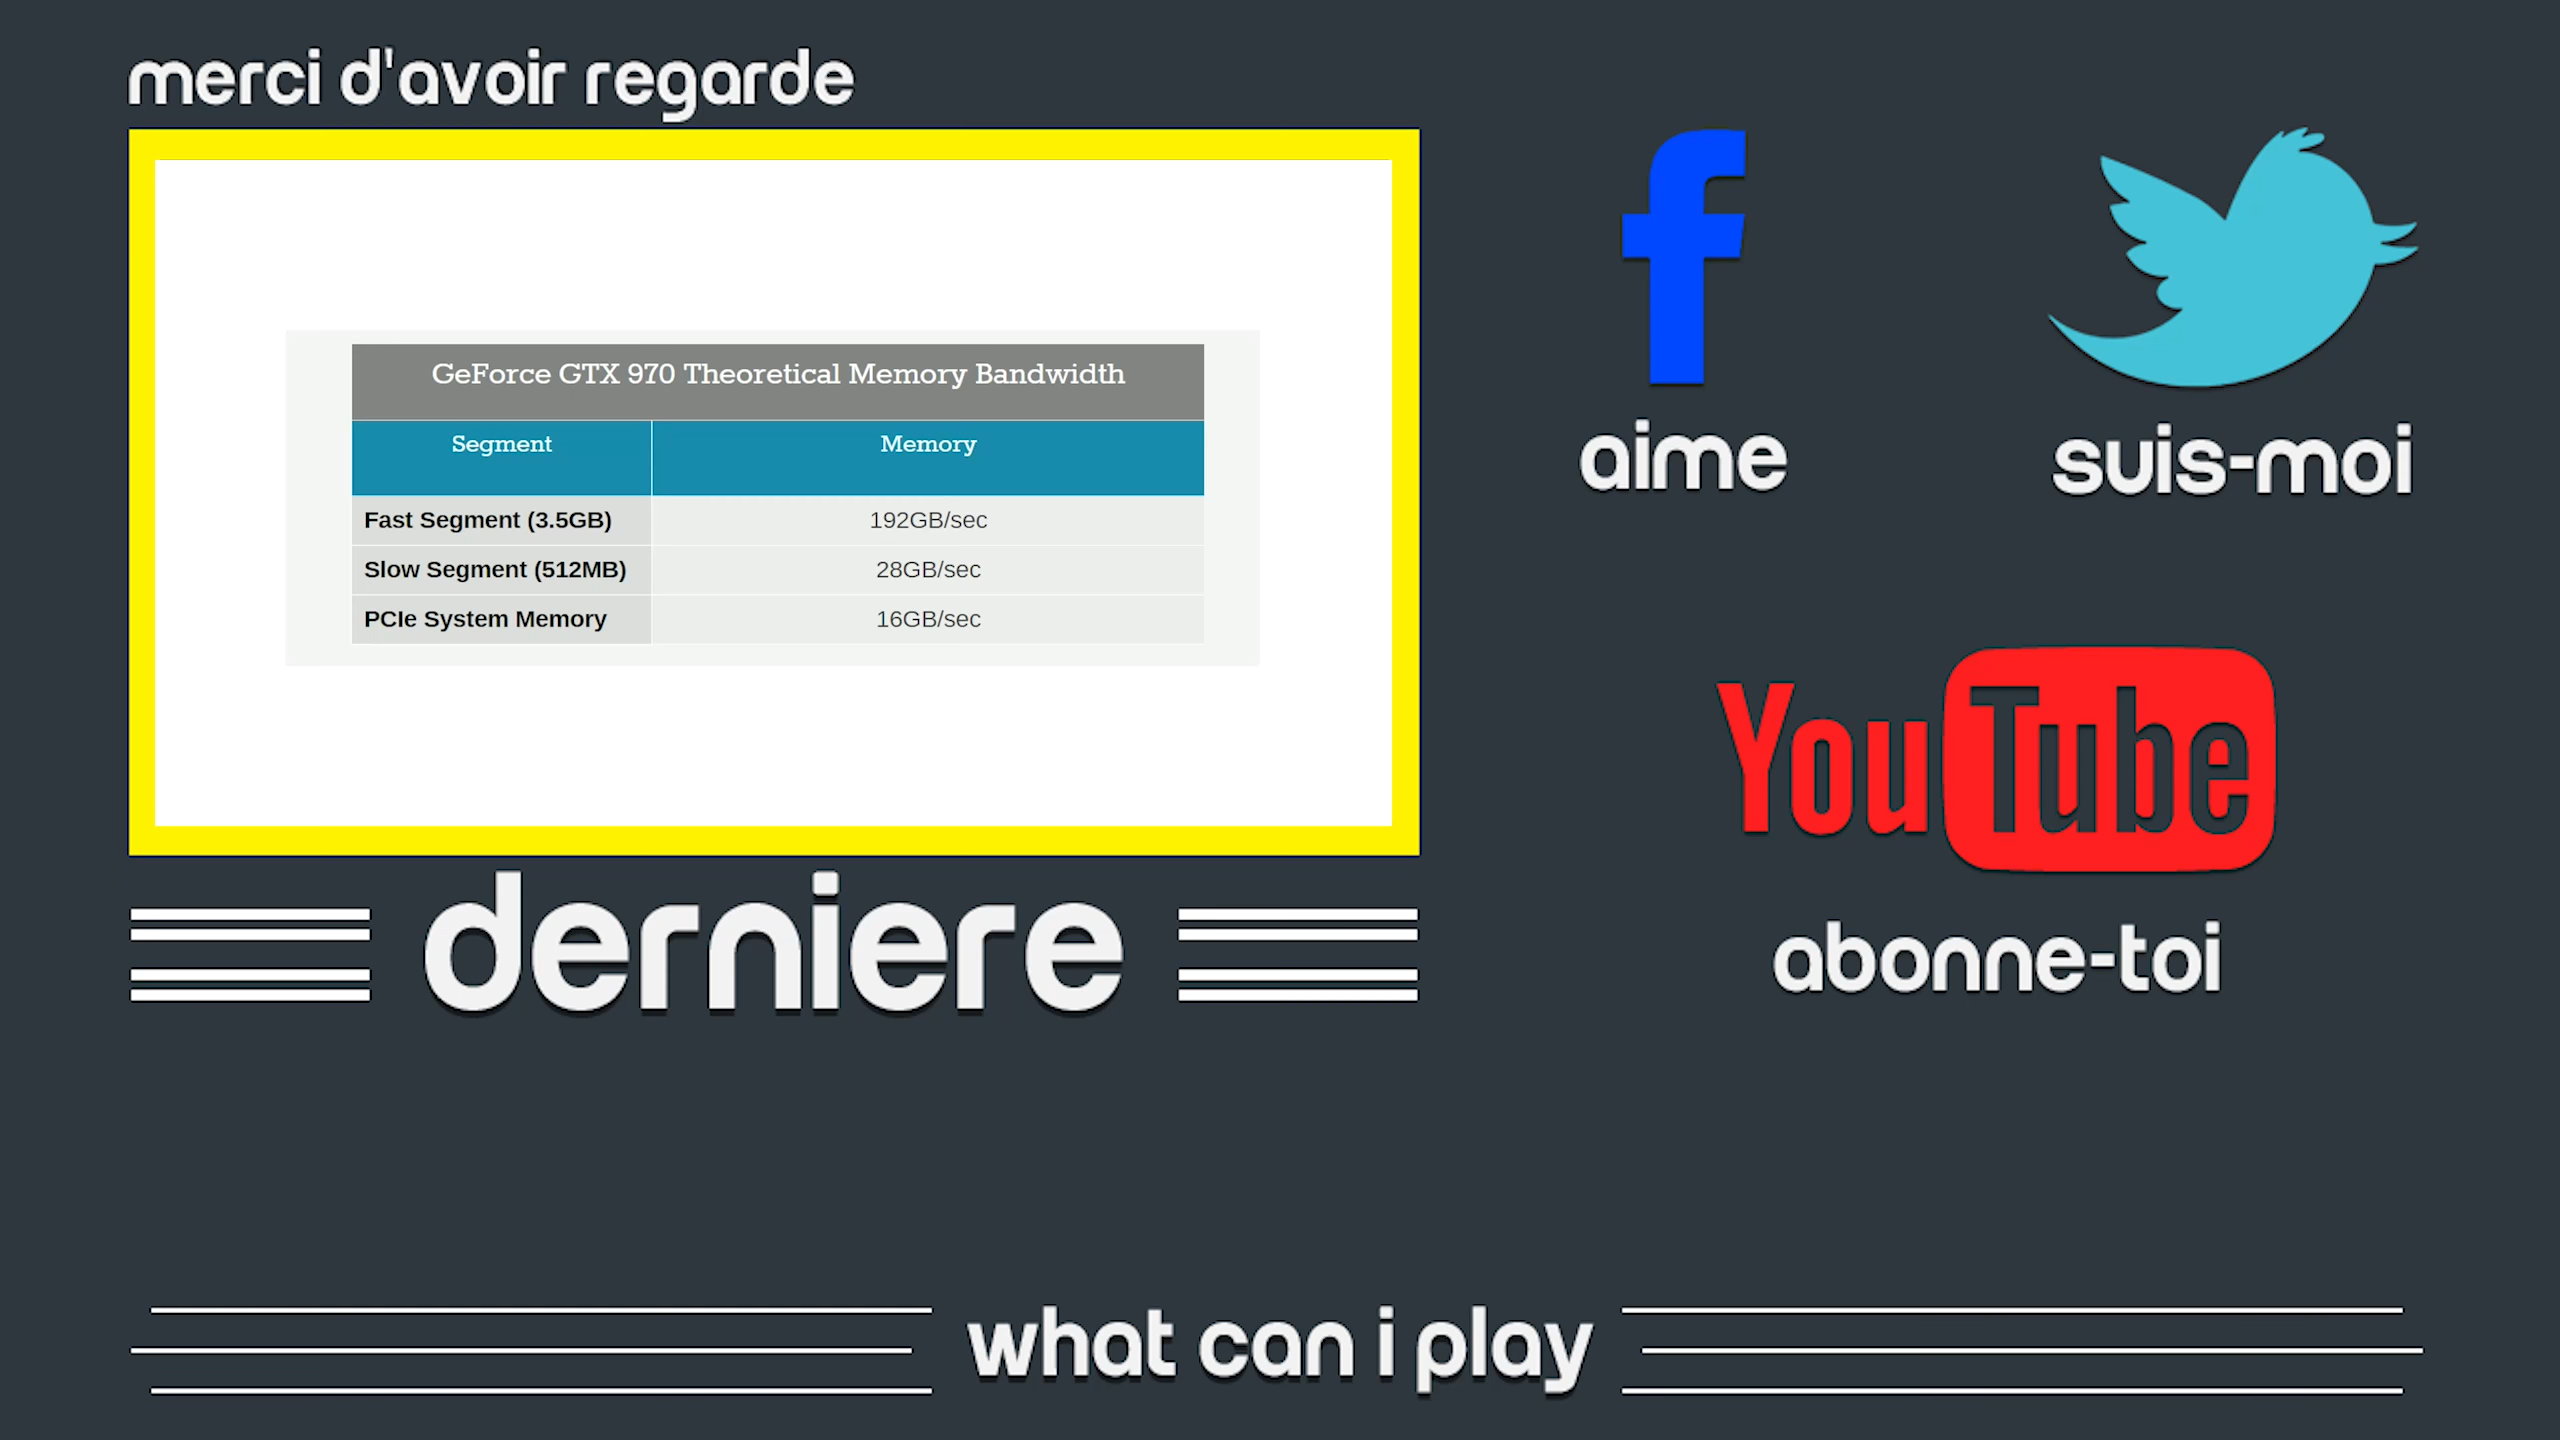 merci d'avoir regarde
GeForce GTX 970 Theoretical Memory Bandwidth
Segment Memory
Fast Segment (3.5GB) 192GB/sec
Slow Segment (512MB) 28GB/sec
PCIe System Memory 16GB/sec
derniere
f
aime
suis-moi
YouTube
abonne-toi
what can i play